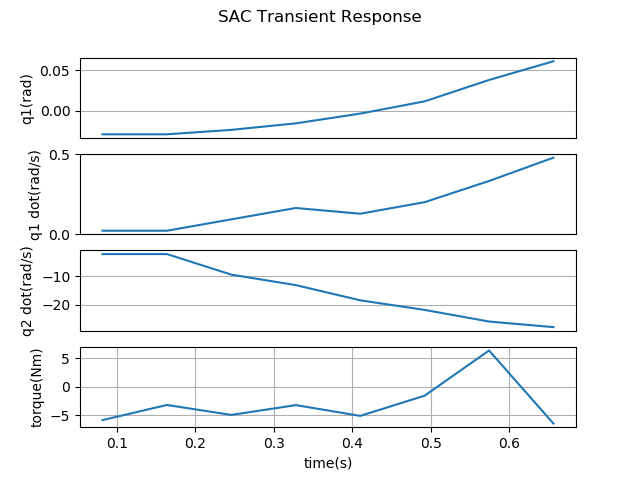 SAC Transient Response
q1(rad)
0.05
0.00
q1 dot(rad/s)
0.5
0.0
q2 dot(rad/s)
−10
−20
torque(Nm)
5
0
−5
0.1 0.2 0.3 0.4 0.5 0.6
time(s)